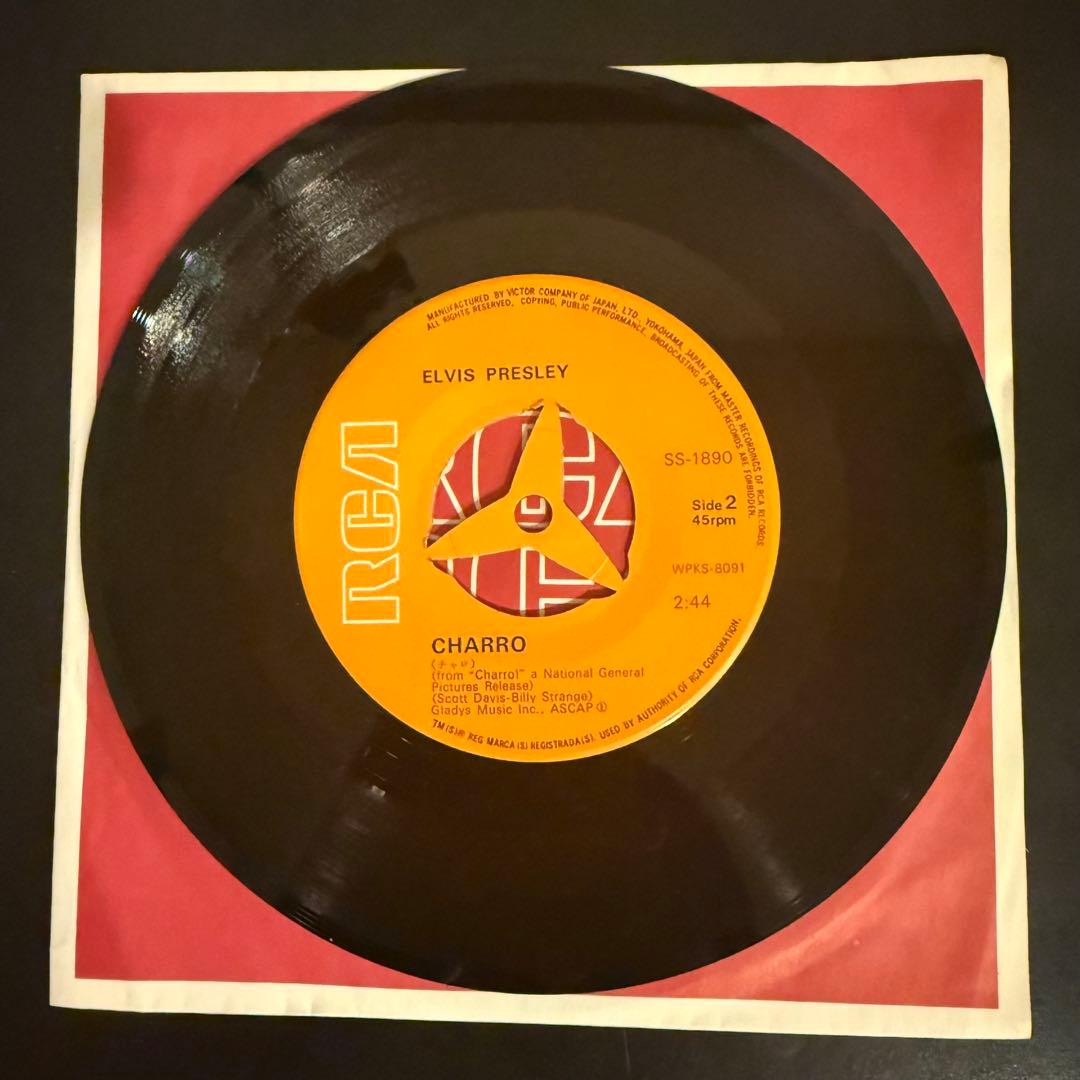 MANUFACTURED BY VICTOR COMPANY OF JAPAN, LTD., YOKOHAMA, JAPAN FROM MASTER RECORDINGS OF RCA RECORDS
ALL RIGHTS RESERVED. COPYING, PUBLIC PERFORMANCE, BROADCASTING OF THESE RECORDS ARE FORBIDDEN.
ELVIS PRESLEY
RCA
SS-1890
Side 2
45rpm
WPKS-8091
2:44
CHARRO
(チャロ)
(from "Charro!" a National General
Pictures Release)
(Scott Davis-Billy Strange)
Gladys Music Inc., ASCAP Ⓟ
TM(S)® REG MARCA(S) REGISTRADA(S). USED BY AUTHORITY OF RCA CORPORATION.